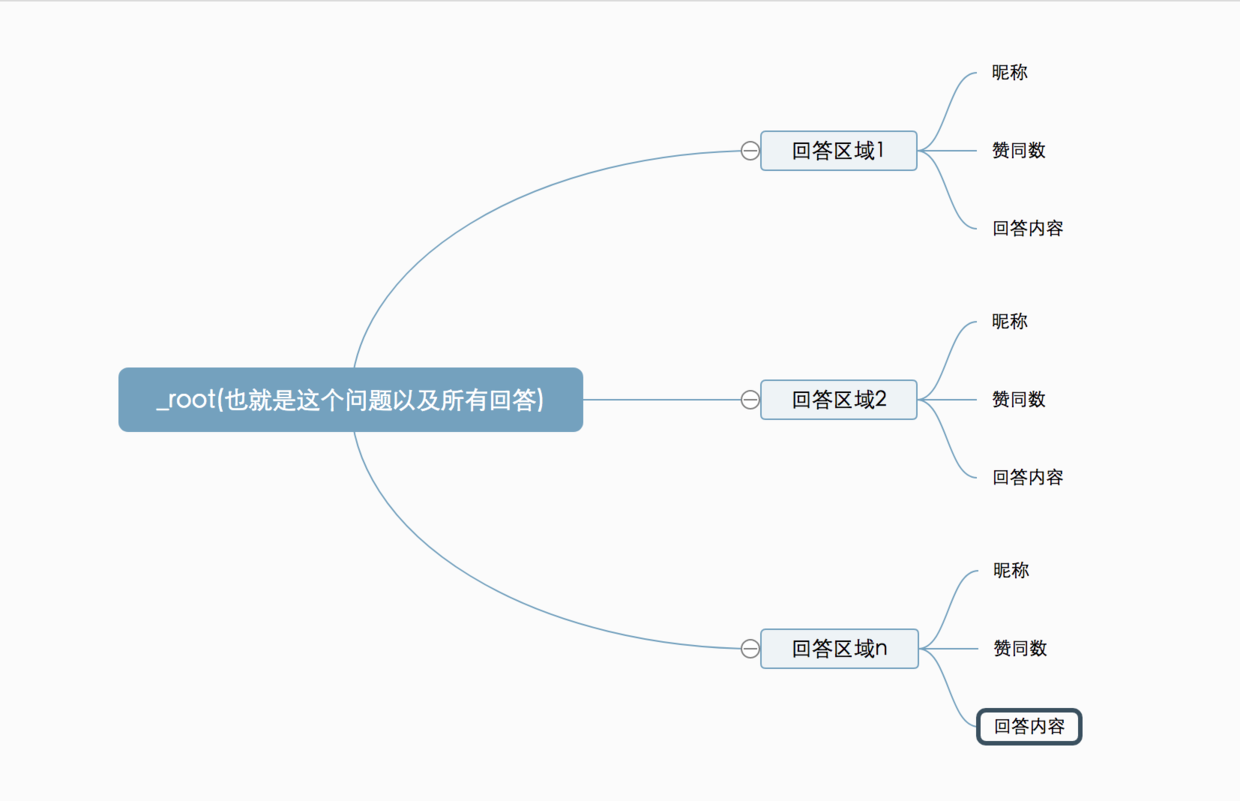 昵称
回答区域1
赞同数
回答内容
昵称
_root(也就是这个问题以及所有回答)
回答区域2
赞同数
回答内容
昵称
回答区域n
赞同数
回答内容